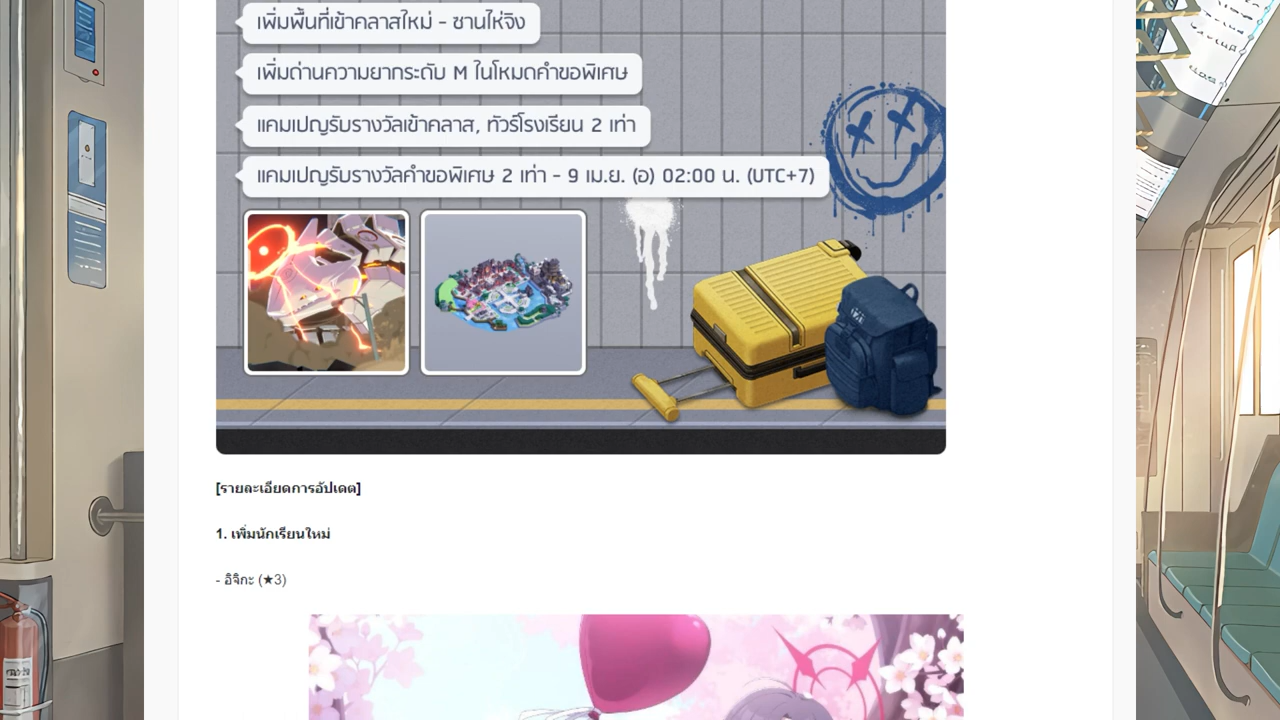 เพิ่มพื้นที่เข้าคลาสใหม่ - ซานไห่จิง
เพิ่มด่านความยากระดับ M ในโหมดคำขอพิเศษ
แคมเปญรับรางวัลเข้าคลาส, ทัวร์โรงเรียน 2 เท่า
แคมเปญรับรางวัลคำขอพิเศษ 2 เท่า - 9 เม.ย. (อ) 02:00 น. (UTC+7)
[รายละเอียดการอัปเดต]
1. เพิ่มนักเรียนใหม่
- อิจิกะ (★3)